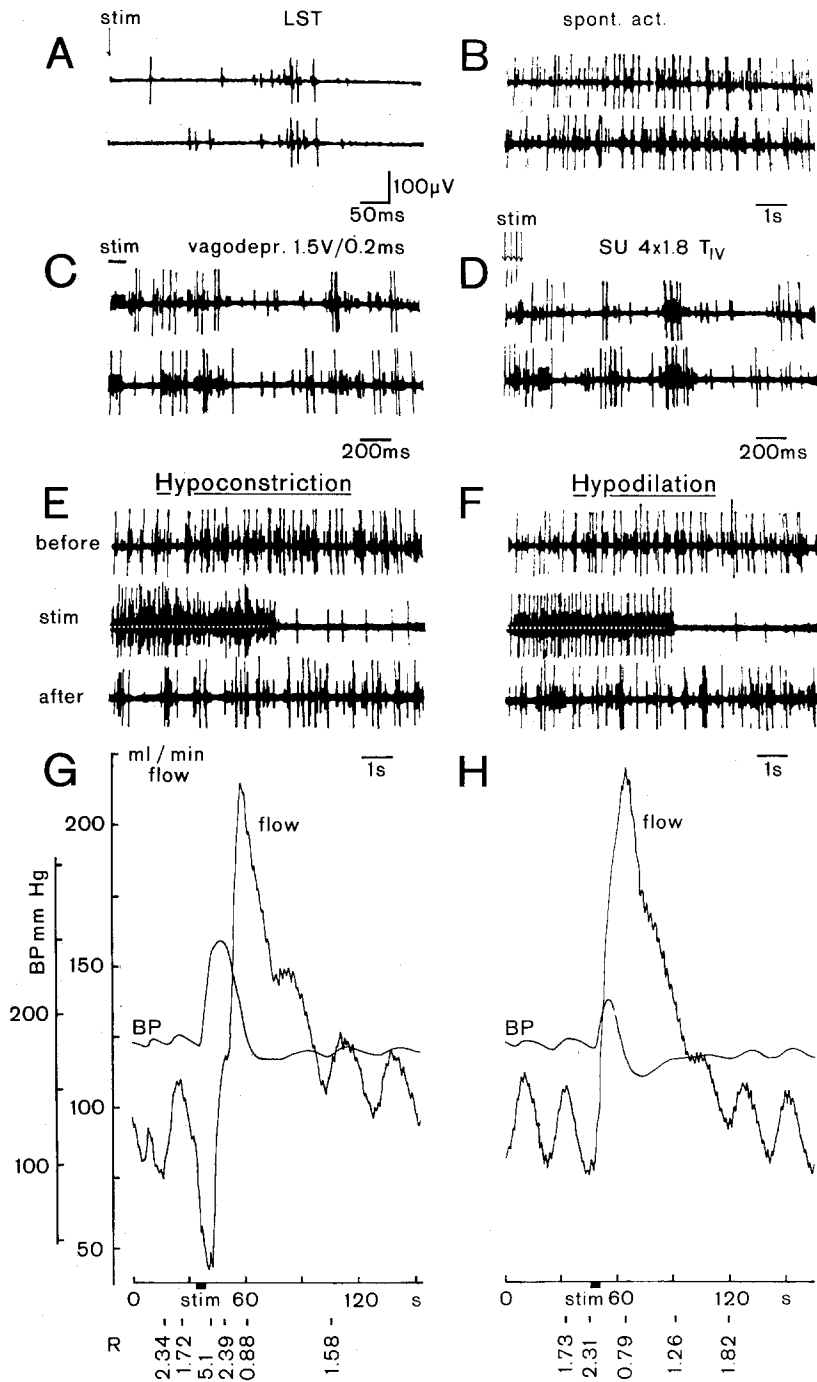 stim
LST
spont. act.
A
B
100µV
50ms
1s
stim
vagodepr. 1.5V/0.2ms
stim
SU 4x1.8 T_IV
C
D
200ms
200ms
Hypoconstriction
Hypodilation
E
F
before
stim
after
G
ml/min
flow
1s
H
1s
200
150
100
50
BP mm Hg
200
100
flow
BP
flow
BP
0
stim
60
120
s
0
stim
60
120
s
R
2.34
1.72
5.1
2.39
0.88
1.58
1.73
2.31
0.79
1.26
1.82